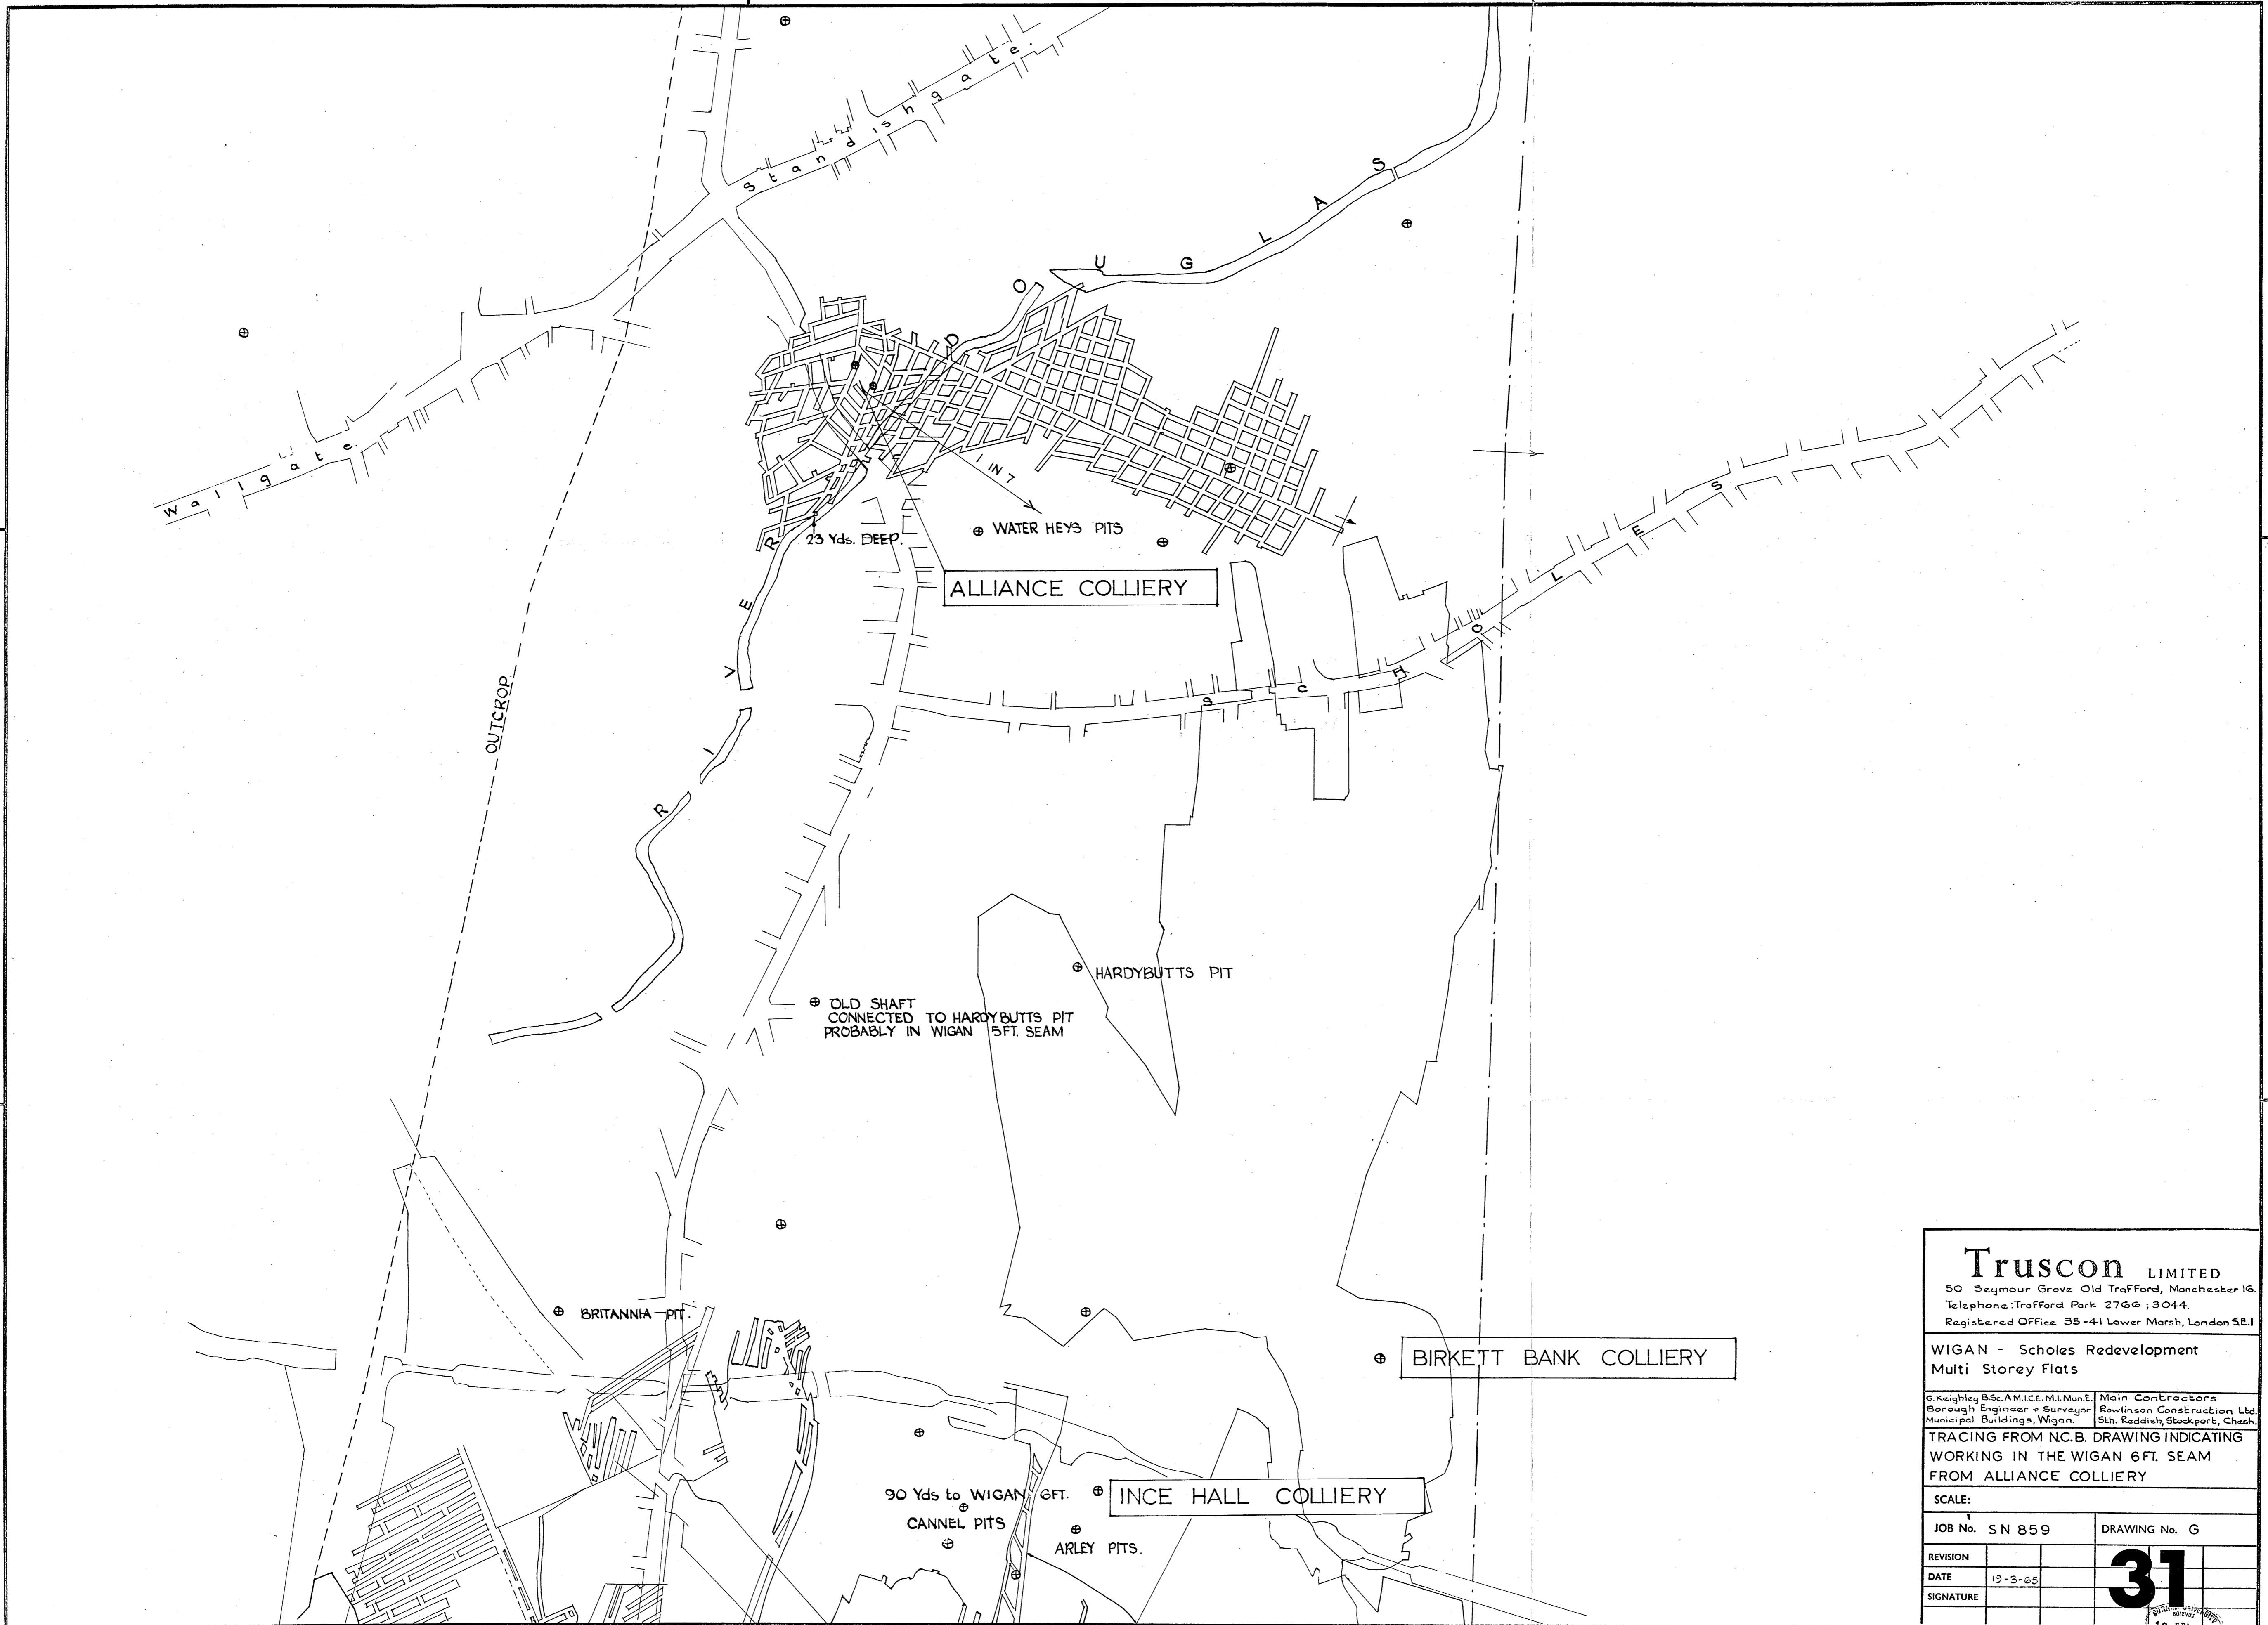 Standishgate.
Wallgate.
RIVER DOUGLAS
1 IN 7
23 Yds. DEEP.
WATER HEYS PITS
ALLIANCE COLLIERY
SCHOLES
OUTCROP
HARDYBUTTS PIT
OLD SHAFT
CONNECTED TO HARDYBUTTS PIT
PROBABLY IN WIGAN 5FT. SEAM
BRITANNIA PIT.
BIRKETT BANK COLLIERY
90 Yds to WIGAN 6FT.
CANNEL PITS
INCE HALL COLLIERY
ARLEY PITS.
Truscon LIMITED
50 Seymour Grove Old Trafford, Manchester 16.
Telephone: Trafford Park 2766 ; 3044.
Registered Office 35-41 Lower Marsh, London S.E.1
WIGAN - Scholes Redevelopment
Multi Storey Flats
G. Keighley B.Sc. A.M.I.C.E. M.I. Mun.E.
Borough Engineer + Surveyor
Municipal Buildings, Wigan.
Main Contractors
Rowlinson Construction Ltd.
Sth. Reddish, Stockport, Chesh.
TRACING FROM N.C.B. DRAWING INDICATING
WORKING IN THE WIGAN 6FT. SEAM
FROM ALLIANCE COLLIERY
SCALE:
JOB No. SN 859
DRAWING No. G
REVISION
DATE 19-3-65
SIGNATURE
31